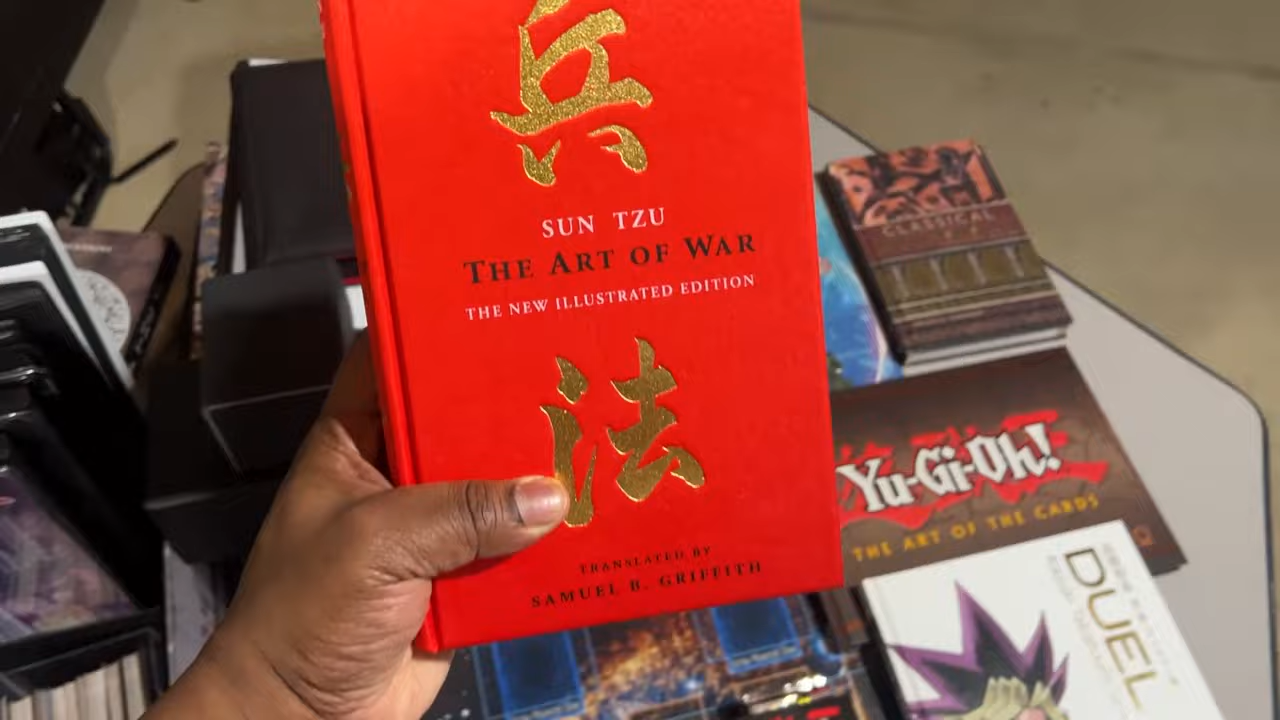 兵
SUN TZU
THE ART OF WAR
THE NEW ILLUSTRATED EDITION
法
TRANSLATED BY
SAMUEL B. GRIFFITH
CLASSICAL
Yu-Gi-Oh!
THE ART OF THE CARDS
DUEL